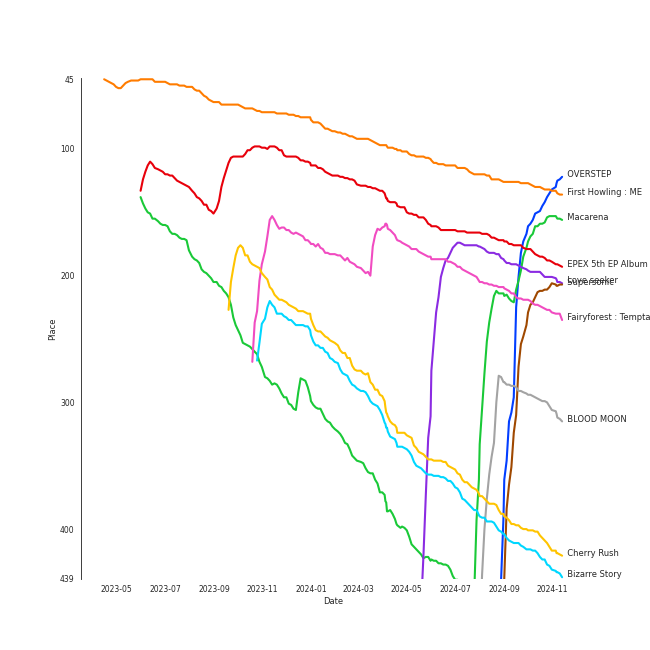 45
100
200
300
400
439
Place
2023-05
2023-07
2023-09
2023-11
2024-01
2024-03
2024-05
2024-07
2024-09
2024-11
Date
OVERSTEP
First Howling : ME
Macarena
EPEX 5th EP Album
Love seeker
Supersonic
Fairyforest : Tempta
BLOOD MOON
Cherry Rush
Bizarre Story